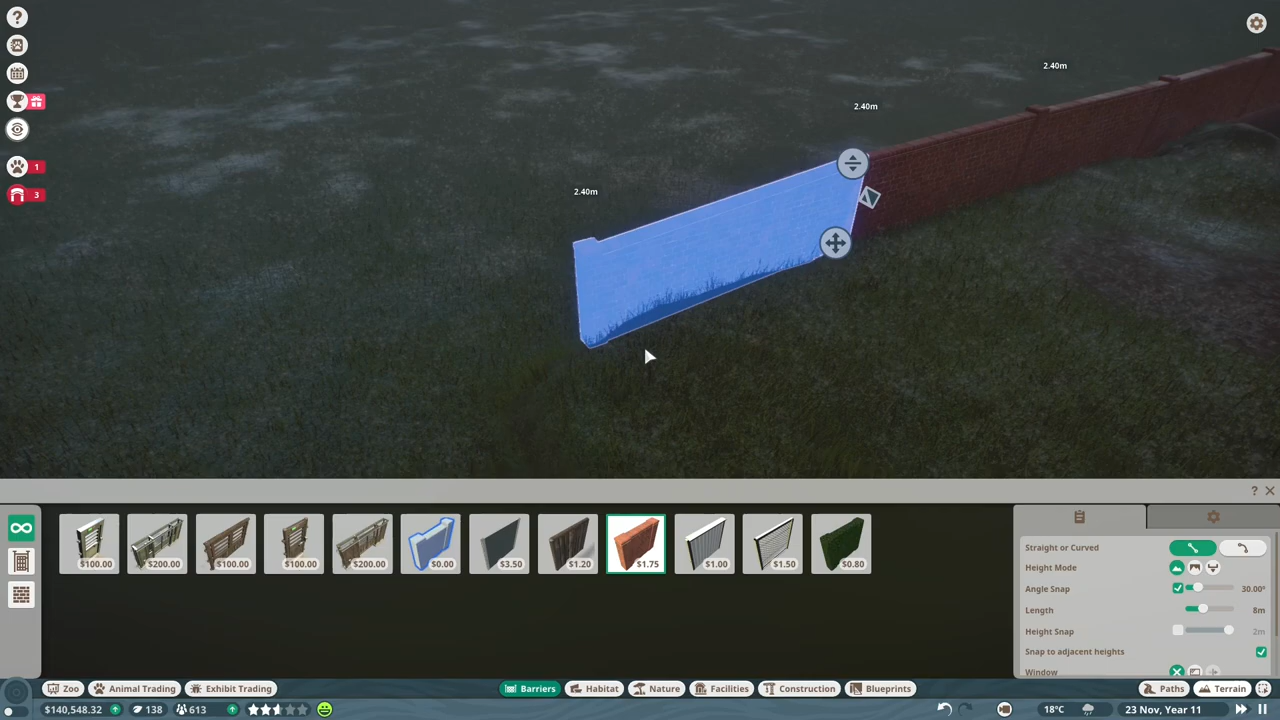 ?
2.40m
2.40m
2.40m
1
3
?
$100.00
$200.00
$100.00
$100.00
$200.00
$0.00
$3.50
$1.20
$1.75
$1.00
$1.50
$0.80
Straight or Curved
Height Mode
Angle Snap 30.00°
Length 8m
Height Snap 2m
Snap to adjacent heights
Window
Zoo Animal Trading Exhibit Trading Barriers Habitat Nature Facilities Construction Blueprints Paths Terrain
$140,548.32 138 613 18°C 23 Nov, Year 11